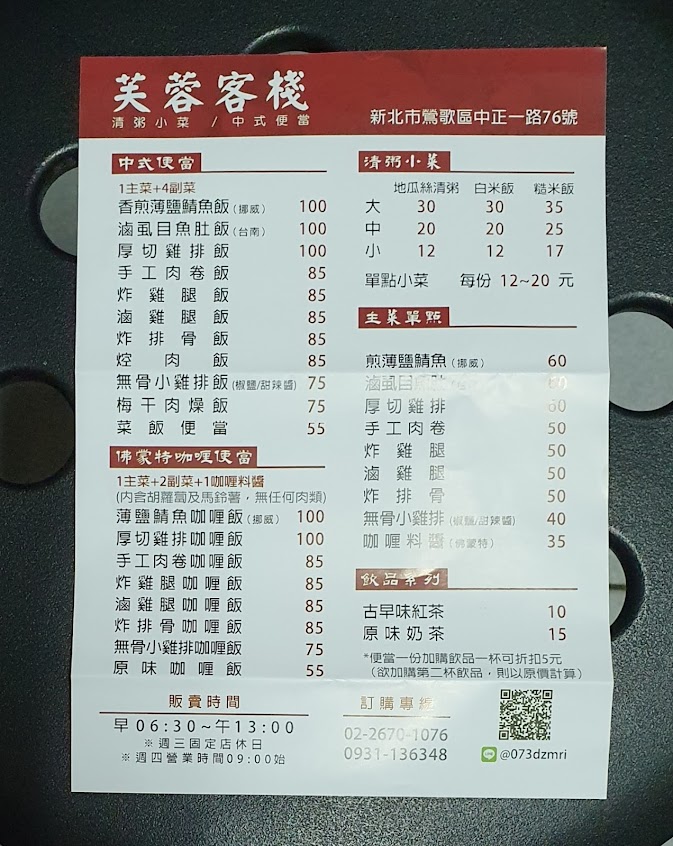 芙蓉客棧
清粥小菜 / 中式便當
新北市鶯歌區中正一路76號
中式便當
1主菜+4副菜
香煎薄鹽鯖魚飯(挪威) 100
滷虱目魚肚飯(台南) 100
厚切雞排飯 100
手工肉卷飯 85
炸雞腿飯 85
滷雞腿飯 85
炸排骨飯 85
焢肉飯 85
無骨小雞排飯(椒鹽/甜辣醬) 75
梅干肉燥飯 75
菜飯便當 55
佛蒙特咖喱便當
1主菜+2副菜+1咖喱料醬
(內含胡蘿蔔及馬鈴薯，無任何肉類)
薄鹽鯖魚咖喱飯(挪威) 100
厚切雞排咖喱飯 100
手工肉卷咖喱飯 85
炸雞腿咖喱飯 85
滷雞腿咖喱飯 85
炸排骨咖喱飯 85
無骨小雞排咖喱飯 75
原味咖喱飯 55
清粥小菜
地瓜絲清粥 白米飯 糙米飯
大 30 30 35
中 20 20 25
小 12 12 17
單點小菜 每份 12~20 元
主菜單點
煎薄鹽鯖魚(挪威) 60
滷虱目魚肚 60
厚切雞排 60
手工肉卷 50
炸雞腿 50
滷雞腿 50
炸排骨 50
無骨小雞排(椒鹽/甜辣醬) 40
咖喱料醬(佛蒙特) 35
飲品系列
古早味紅茶 10
原味奶茶 15
*便當一份加購飲品一杯可折扣5元
（欲加購第二杯飲品，則以原價計算）
販賣時間
早06:30~午13:00
※週三固定店休日
※週四營業時間09:00始
訂購專線
02-2670-1076
0931-136348
@073dzmri